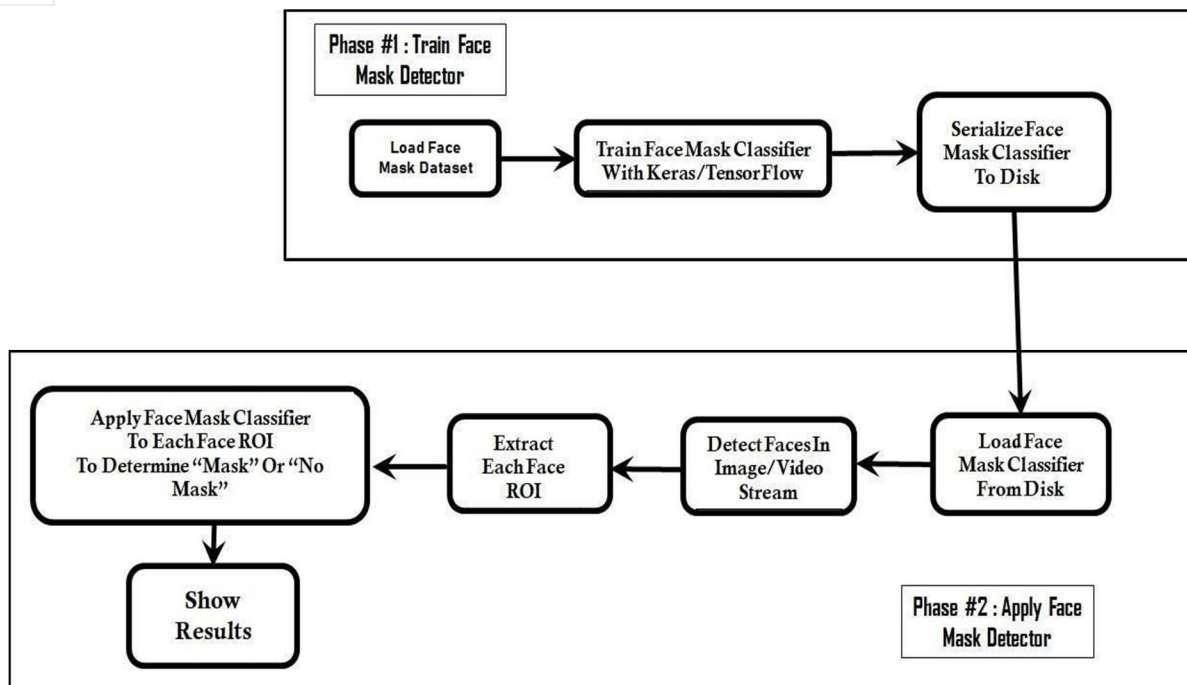 Phase #1 : Train Face
Mask Detector
Load Face
Mask Dataset
Train Face Mask Classifier
With Keras/TensorFlow
Serialize Face
Mask Classifier
To Disk
Load Face
Mask Classifier
From Disk
Detect Faces In
Image/Video
Stream
Extract
Each Face
ROI
Apply Face Mask Classifier
To Each Face ROI
To Determine “Mask” Or “No
Mask”
Show
Results
Phase #2 : Apply Face
Mask Detector